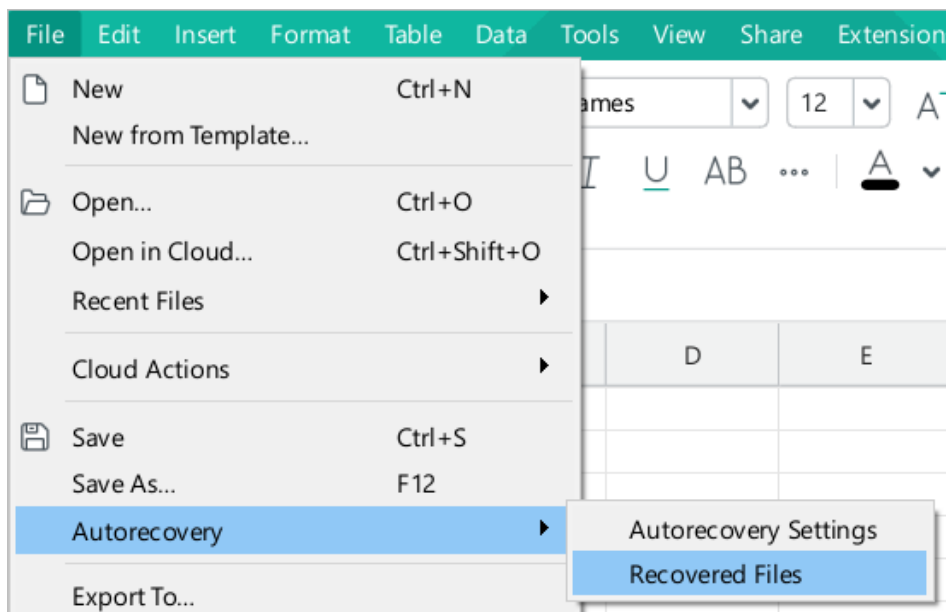 File Edit Insert Format Table Data Tools View Share Extension
New Ctrl+N
New from Template...
Open... Ctrl+O
Open in Cloud... Ctrl+Shift+O
Recent Files
Cloud Actions
Save Ctrl+S
Save As... F12
Autorecovery
Export To...
Autorecovery Settings
Recovered Files
ames 12 A
I U AB A
D E